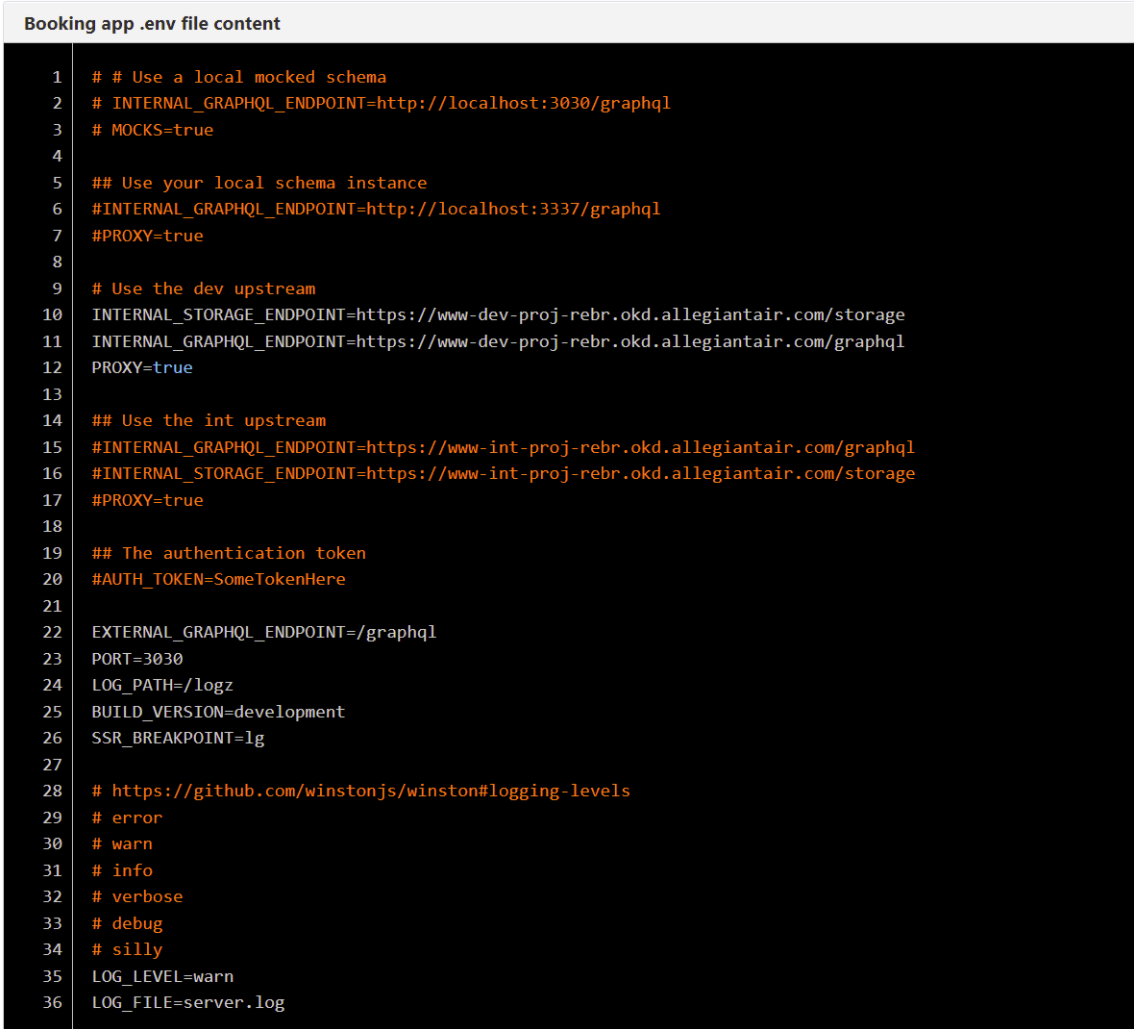 Booking app .env file content
1 # # Use a local mocked schema
2 # INTERNAL_GRAPHQL_ENDPOINT=http://localhost:3030/graphql
3 # MOCKS=true
4
5 ## Use your local schema instance
6 #INTERNAL_GRAPHQL_ENDPOINT=http://localhost:3337/graphql
7 #PROXY=true
8
9 # Use the dev upstream
10 INTERNAL_STORAGE_ENDPOINT=https://www-dev-proj-rebr.okd.allegiantair.com/storage
11 INTERNAL_GRAPHQL_ENDPOINT=https://www-dev-proj-rebr.okd.allegiantair.com/graphql
12 PROXY=true
13
14 ## Use the int upstream
15 #INTERNAL_GRAPHQL_ENDPOINT=https://www-int-proj-rebr.okd.allegiantair.com/graphql
16 #INTERNAL_STORAGE_ENDPOINT=https://www-int-proj-rebr.okd.allegiantair.com/storage
17 #PROXY=true
18
19 ## The authentication token
20 #AUTH_TOKEN=SomeTokenHere
21
22 EXTERNAL_GRAPHQL_ENDPOINT=/graphql
23 PORT=3030
24 LOG_PATH=/logz
25 BUILD_VERSION=development
26 SSR_BREAKPOINT=lg
27
28 # https://github.com/winstonjs/winston#logging-levels
29 # error
30 # warn
31 # info
32 # verbose
33 # debug
34 # silly
35 LOG_LEVEL=warn
36 LOG_FILE=server.log